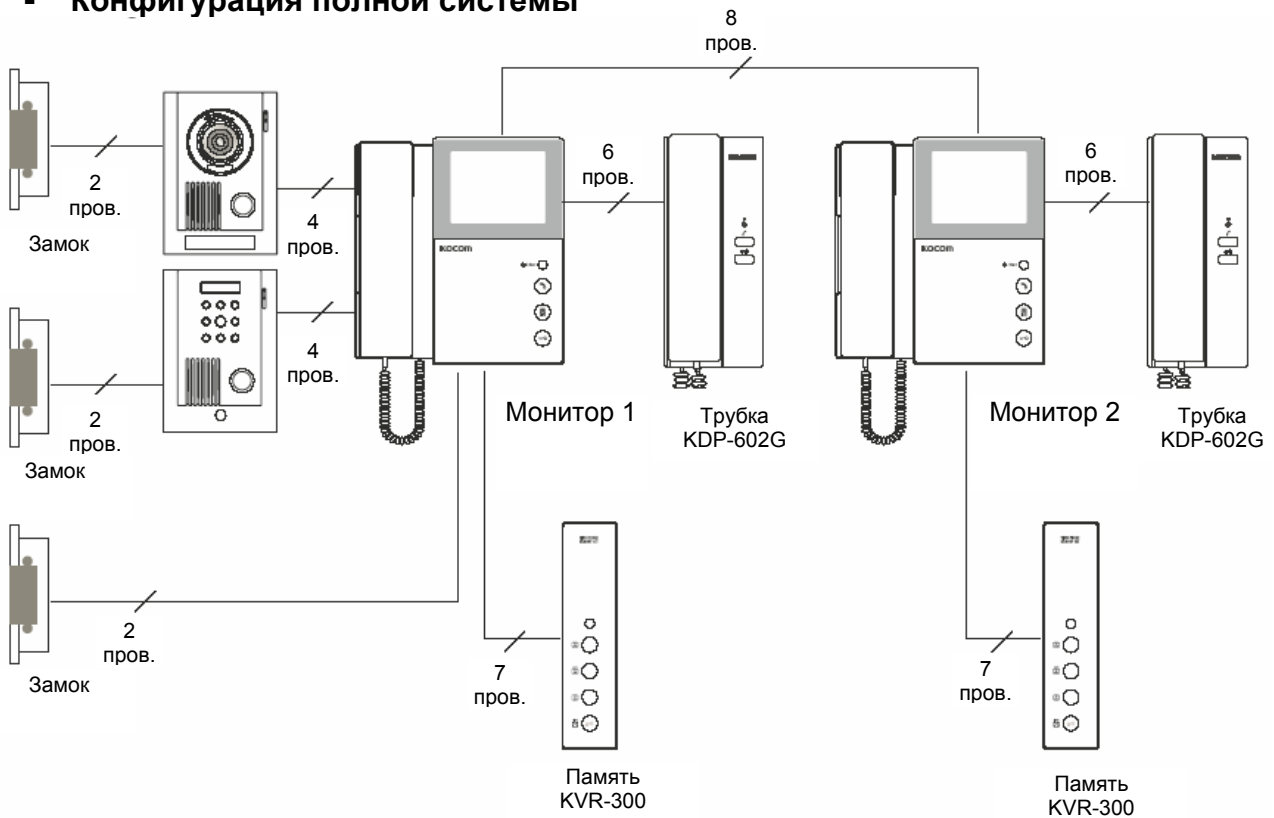 - Конфигурация полной системы
8
пров.
2
пров.
Замок
4
пров.
6
пров.
6
пров.
KOCOM
KOCOM
4
пров.
2
пров.
Замок
Монитор 1
Трубка
KDP-602G
Монитор 2
Трубка
KDP-602G
2
пров.
Замок
7
пров.
7
пров.
Память
KVR-300
Память
KVR-300